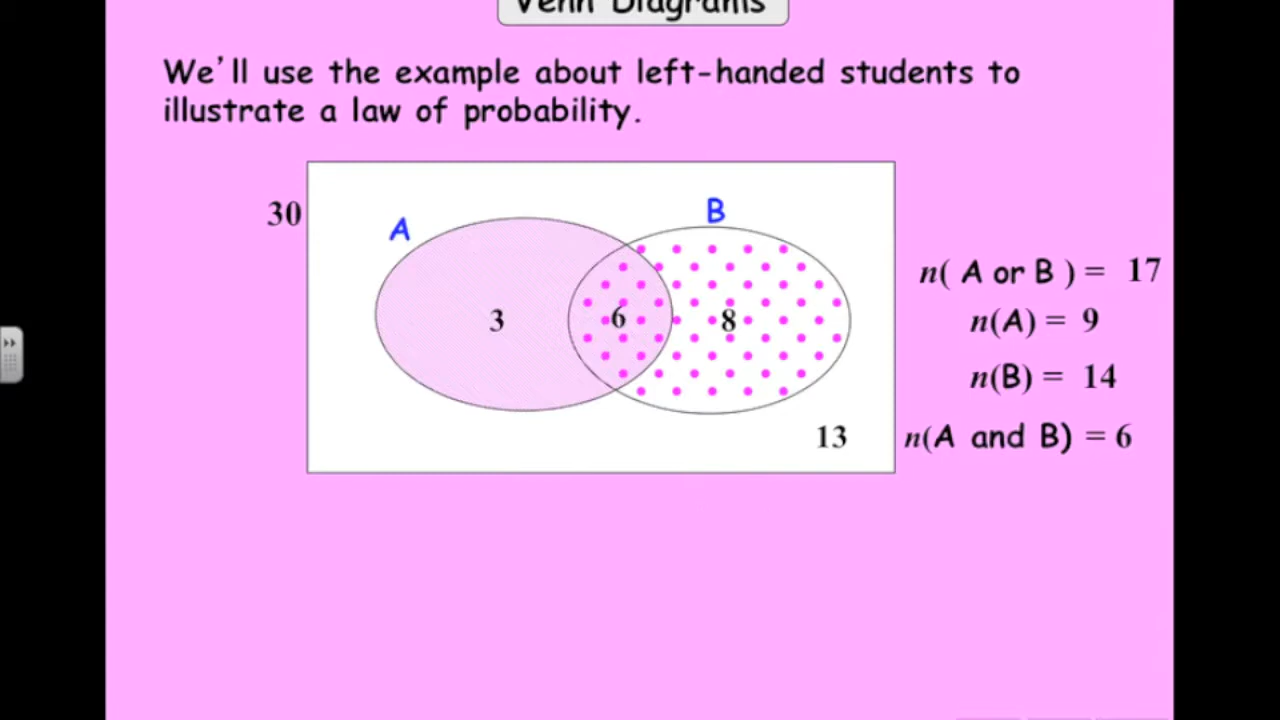 Venn Diagrams
We'll use the example about left-handed students to
illustrate a law of probability.
30
A
B
3
6
8
13
n( A or B ) = 17
n(A) = 9
n(B) = 14
n(A and B) = 6